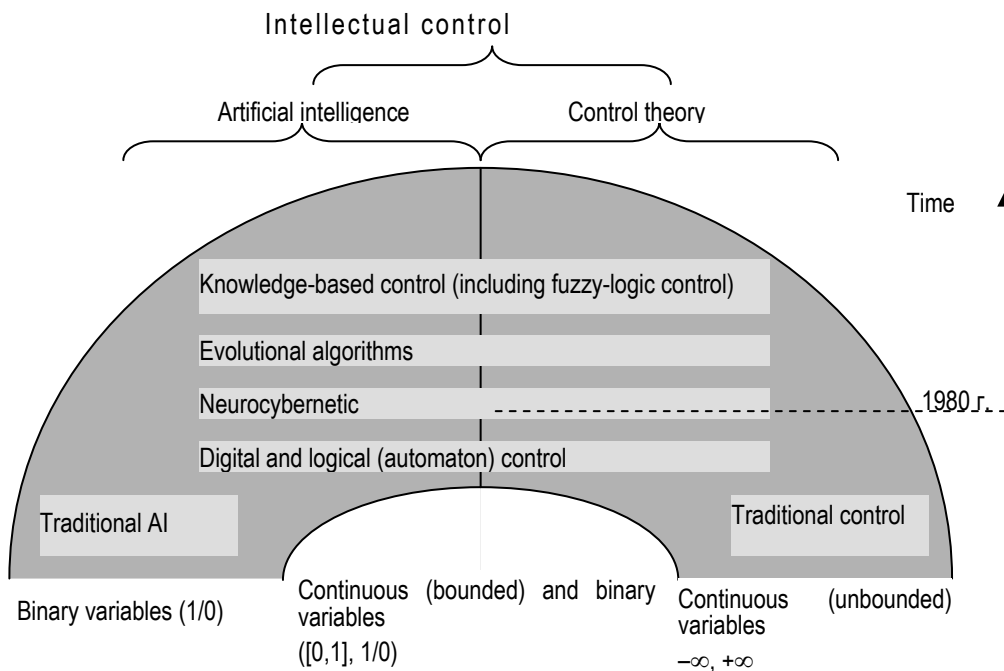 Intellectual control
Artificial intelligence
Control theory
Time
Knowledge-based control (including fuzzy-logic control)
Evolutional algorithms
Neurocybernetic
1980 г.
Digital and logical (automaton) control
Traditional AI
Traditional control
Binary variables (1/0)
Continuous (bounded) and binary
variables
([0,1], 1/0)
Continuous (unbounded)
variables
–∞, +∞